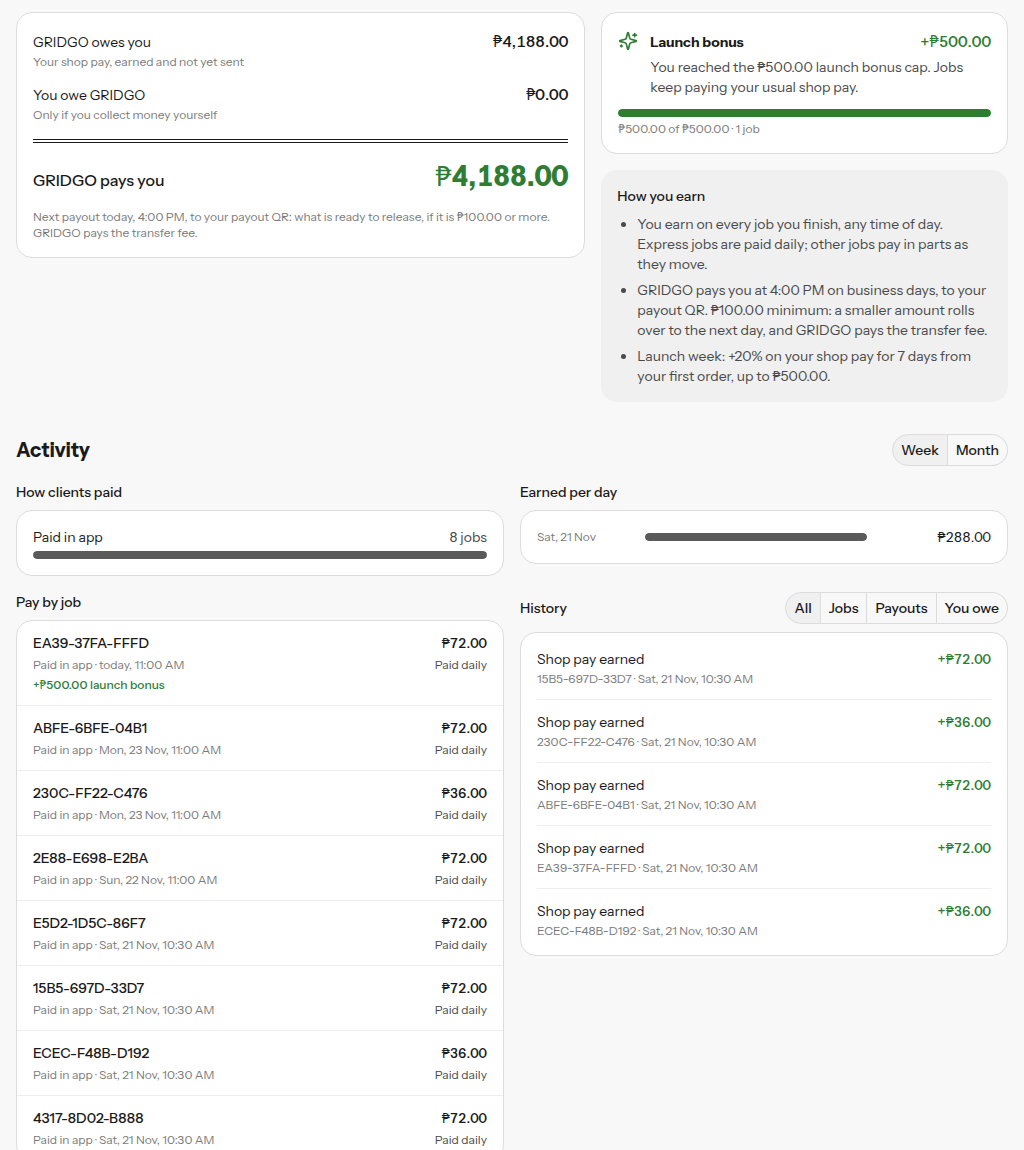 GRIDGO owes you
₱4,188.00
Your shop pay, earned and not yet sent
You owe GRIDGO
₱0.00
Only if you collect money yourself
GRIDGO pays you
₱4,188.00
Next payout today, 4:00 PM, to your payout QR: what is ready to release, if it is ₱100.00 or more.
GRIDGO pays the transfer fee.
Launch bonus
+₱500.00
You reached the ₱500.00 launch bonus cap. Jobs
keep paying your usual shop pay.
₱500.00 of ₱500.00 · 1 job
How you earn
• You earn on every job you finish, any time of day.
Express jobs are paid daily; other jobs pay in parts as
they move.
• GRIDGO pays you at 4:00 PM on business days, to your
payout QR. ₱100.00 minimum: a smaller amount rolls
over to the next day, and GRIDGO pays the transfer fee.
• Launch week: +20% on your shop pay for 7 days from
your first order, up to ₱500.00.
Activity
Week
Month
How clients paid
Paid in app
8 jobs
Earned per day
Sat, 21 Nov
₱288.00
Pay by job
EA39-37FA-FFFD
₱72.00
Paid in app · today, 11:00 AM
Paid daily
+₱500.00 launch bonus
ABFE-6BFE-04B1
₱72.00
Paid in app · Mon, 23 Nov, 11:00 AM
Paid daily
230C-FF22-C476
₱36.00
Paid in app · Mon, 23 Nov, 11:00 AM
Paid daily
2E88-E698-E2BA
₱72.00
Paid in app · Sun, 22 Nov, 11:00 AM
Paid daily
E5D2-1D5C-86F7
₱72.00
Paid in app · Sat, 21 Nov, 10:30 AM
Paid daily
15B5-697D-33D7
₱72.00
Paid in app · Sat, 21 Nov, 10:30 AM
Paid daily
ECEC-F48B-D192
₱36.00
Paid in app · Sat, 21 Nov, 10:30 AM
Paid daily
4317-8D02-B888
₱72.00
Paid in app · Sat, 21 Nov, 10:30 AM
Paid daily
History
All
Jobs
Payouts
You owe
Shop pay earned
+₱72.00
15B5-697D-33D7 · Sat, 21 Nov, 10:30 AM
Shop pay earned
+₱36.00
230C-FF22-C476 · Sat, 21 Nov, 10:30 AM
Shop pay earned
+₱72.00
ABFE-6BFE-04B1 · Sat, 21 Nov, 10:30 AM
Shop pay earned
+₱72.00
EA39-37FA-FFFD · Sat, 21 Nov, 10:30 AM
Shop pay earned
+₱36.00
ECEC-F48B-D192 · Sat, 21 Nov, 10:30 AM